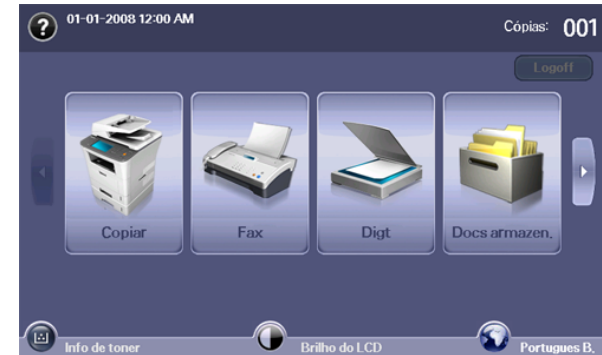 ? 01-01-2008 12:00 AM
Cópias: 001
Logoff
Copiar
Fax
Digt
Docs armazen.
Info de toner
Brilho do LCD
Portugues B.